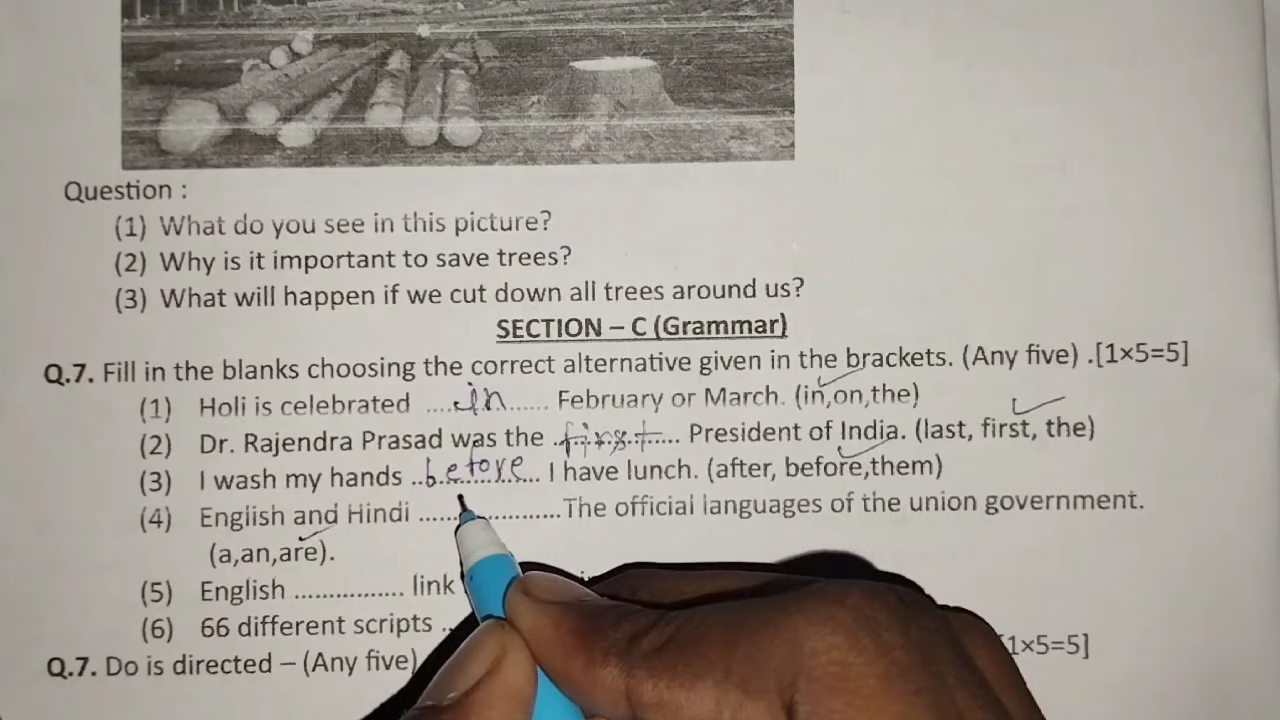 Question :
(1) What do you see in this picture?
(2) Why is it important to save trees?
(3) What will happen if we cut down all trees around us?
SECTION – C (Grammar)
Q.7. Fill in the blanks choosing the correct alternative given in the brackets. (Any five) .[1×5=5]
(1) Holi is celebrated ....in...... February or March. (in,on,the)
(2) Dr. Rajendra Prasad was the ..first..... President of India. (last, first, the)
(3) I wash my hands ..before... I have lunch. (after, before,them)
(4) English and Hindi ..................The official languages of the union government.
(a,an,are).
(5) English ................ link
(6) 66 different scripts ..
Q.7. Do is directed – (Any five) 1×5=5]